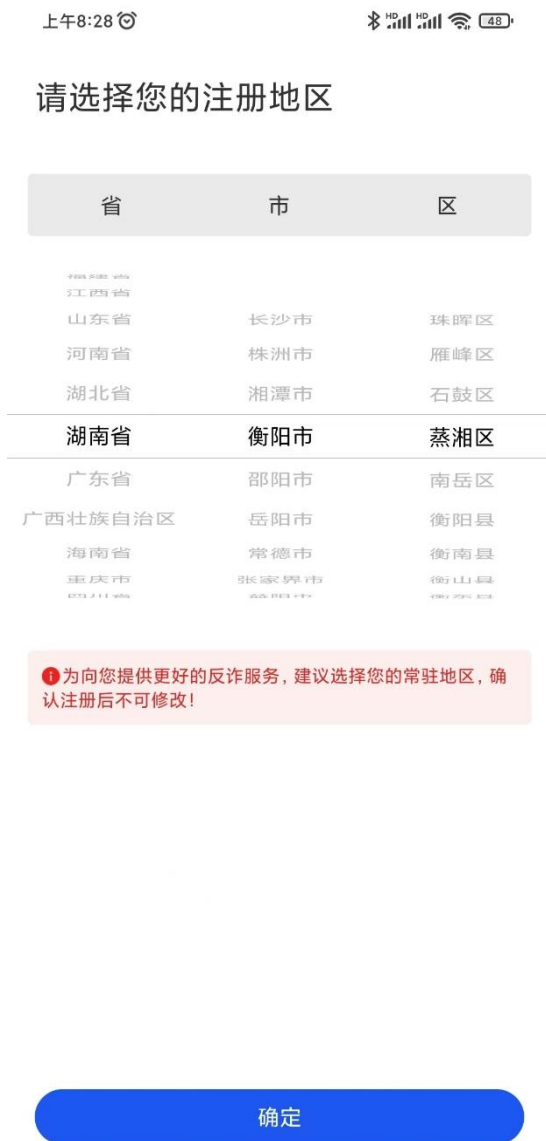 上午8:28
HD HD 48
请选择您的注册地区
省 市 区
江西省
山东省 长沙市 珠晖区
河南省 株洲市 雁峰区
湖北省 湘潭市 石鼓区
湖南省 衡阳市 蒸湘区
广东省 邵阳市 南岳区
广西壮族自治区 岳阳市 衡阳县
海南省 常德市 衡南县
重庆市 张家界市 衡山县
为向您提供更好的反诈服务，建议选择您的常驻地区，确
认注册后不可修改！
确定